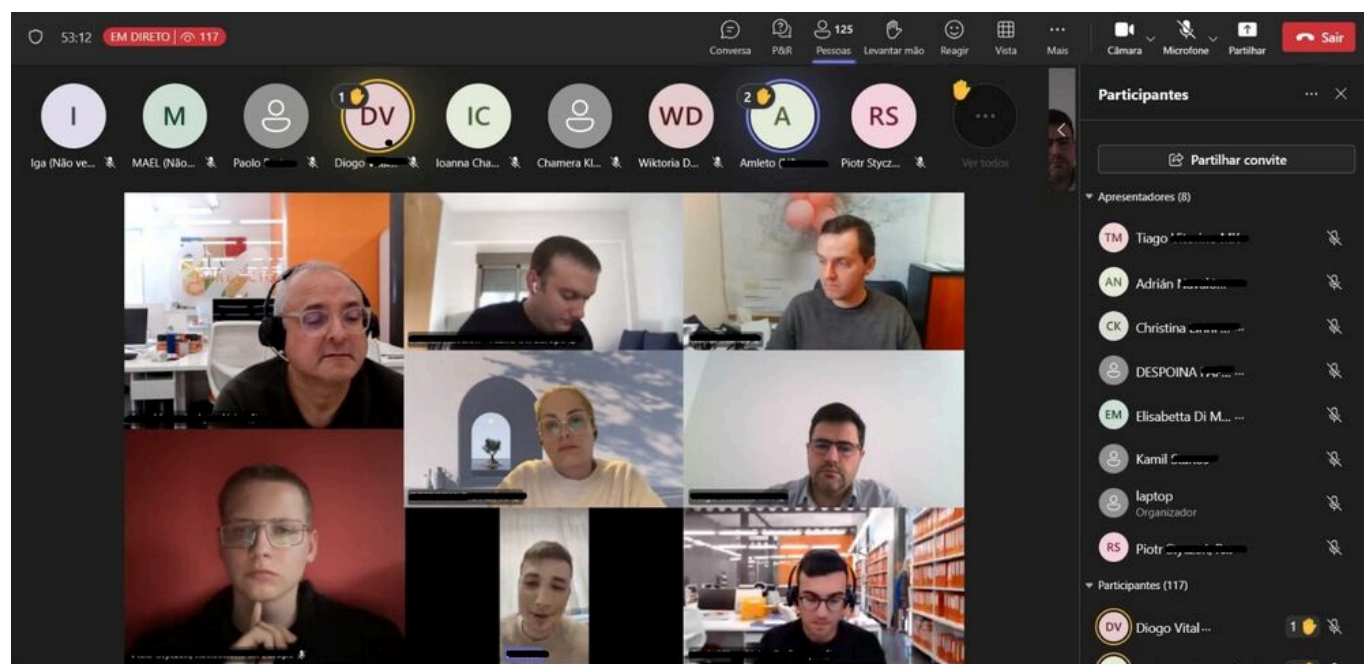 53:12 EM DIRETO | 117
Conversa P&R Pessoas 125 Levantar mão Reagir Vista Mais Câmara Microfone Partilhar Sair
1 DV 2 A
I M IC WD RS
Iga (Não ve... MAEL (Não... Paolo Diogo Ioanna Cha... Chamera Kl... Wiktoria D... Amleto ( Piotr Stycz... Ver todos
Participantes
Partilhar convite
Apresentadores (8)
TM Tiago
AN Adrián
CK Christina
DESPOINA
EM Elisabetta Di M... ...
Kamil
laptop
Organizador
RS Piotr
Participantes (117)
DV Diogo Vital ... 1